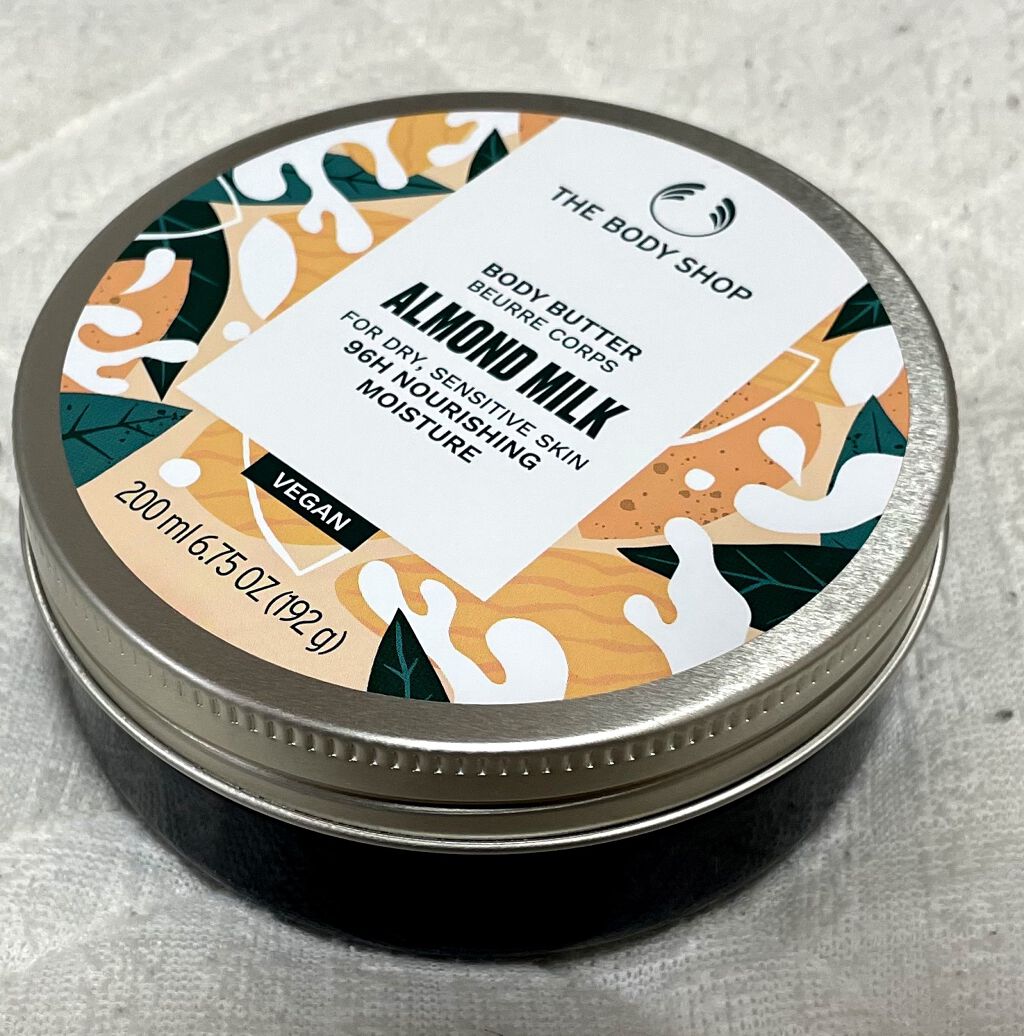 THE BODY SHOP
BODY BUTTER
BEURRE CORPS
ALMOND MILK
FOR DRY, SENSITIVE SKIN
96H NOURISHING
MOISTURE
VEGAN
200 ml 6.75 OZ (192 g)